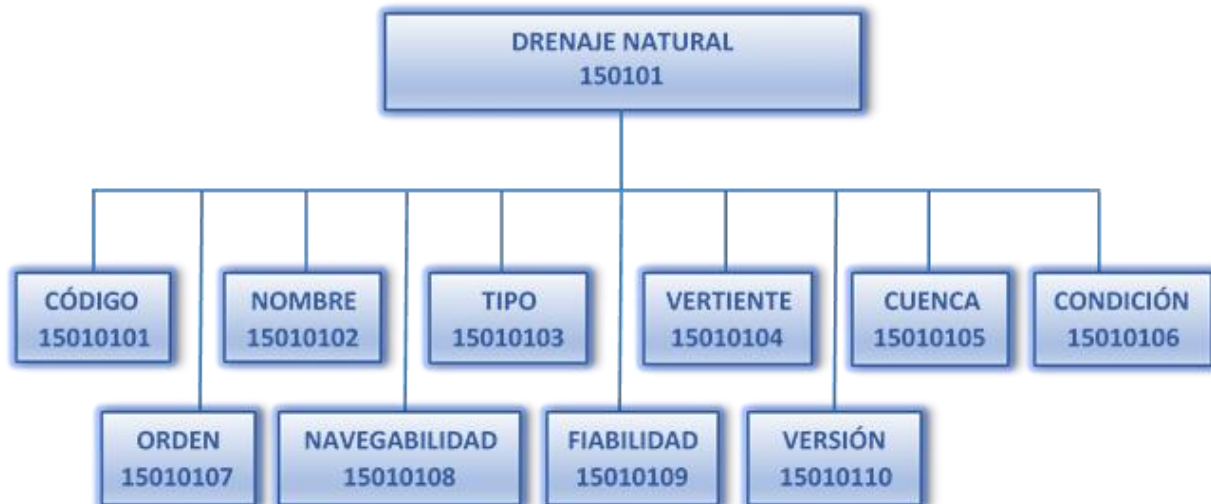 DRENAJE NATURAL
150101
CÓDIGO
15010101
NOMBRE
15010102
TIPO
15010103
VERTIENTE
15010104
CUENCA
15010105
CONDICIÓN
15010106
ORDEN
15010107
NAVEGABILIDAD
15010108
FIABILIDAD
15010109
VERSIÓN
15010110